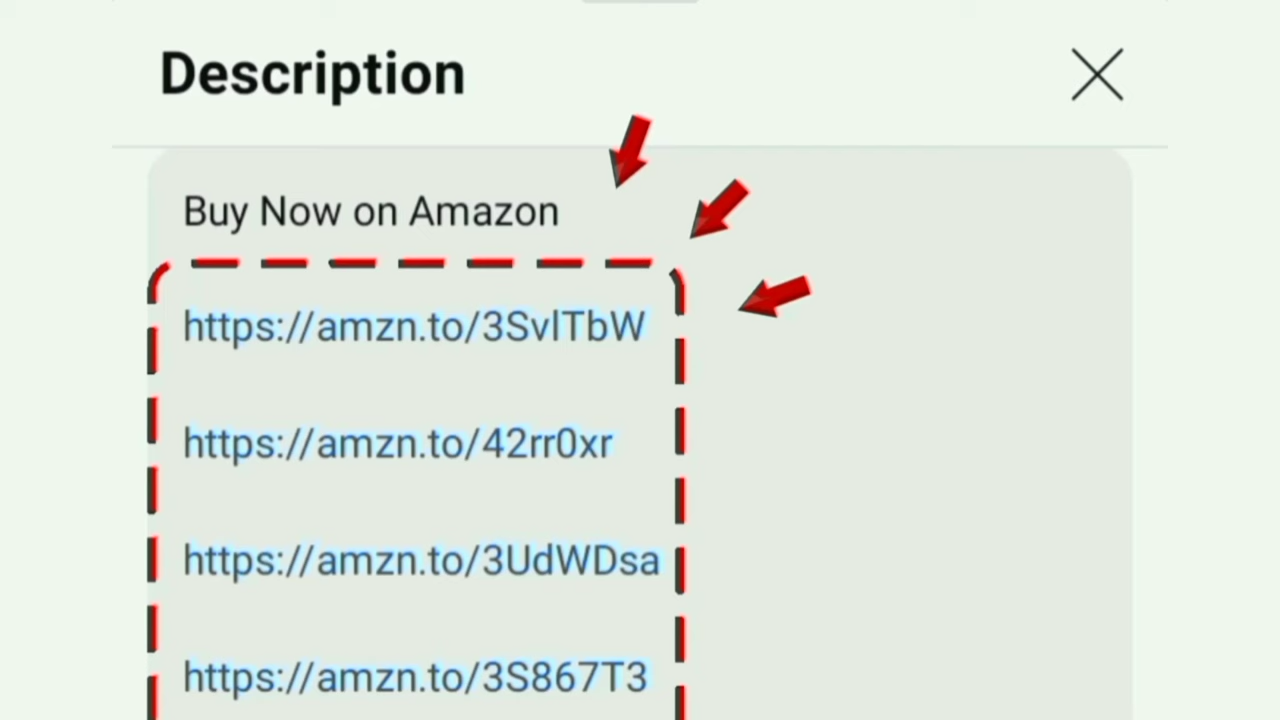 Description
Buy Now on Amazon
https://amzn.to/3SvlTbW
https://amzn.to/42rr0xr
https://amzn.to/3UdWDsa
https://amzn.to/3S867T3